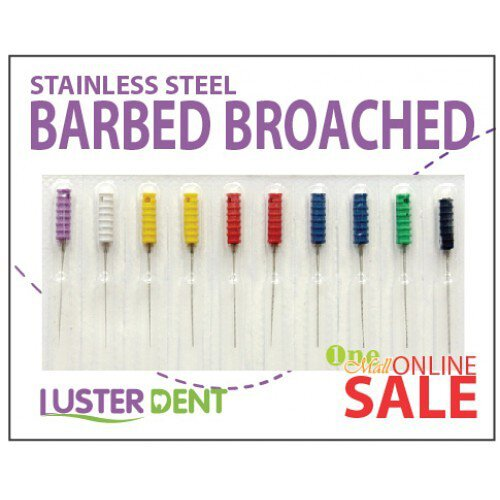 STAINLESS STEEL
BARBED BROACHED
One Mall ONLINE
SALE
LUSTER DENT